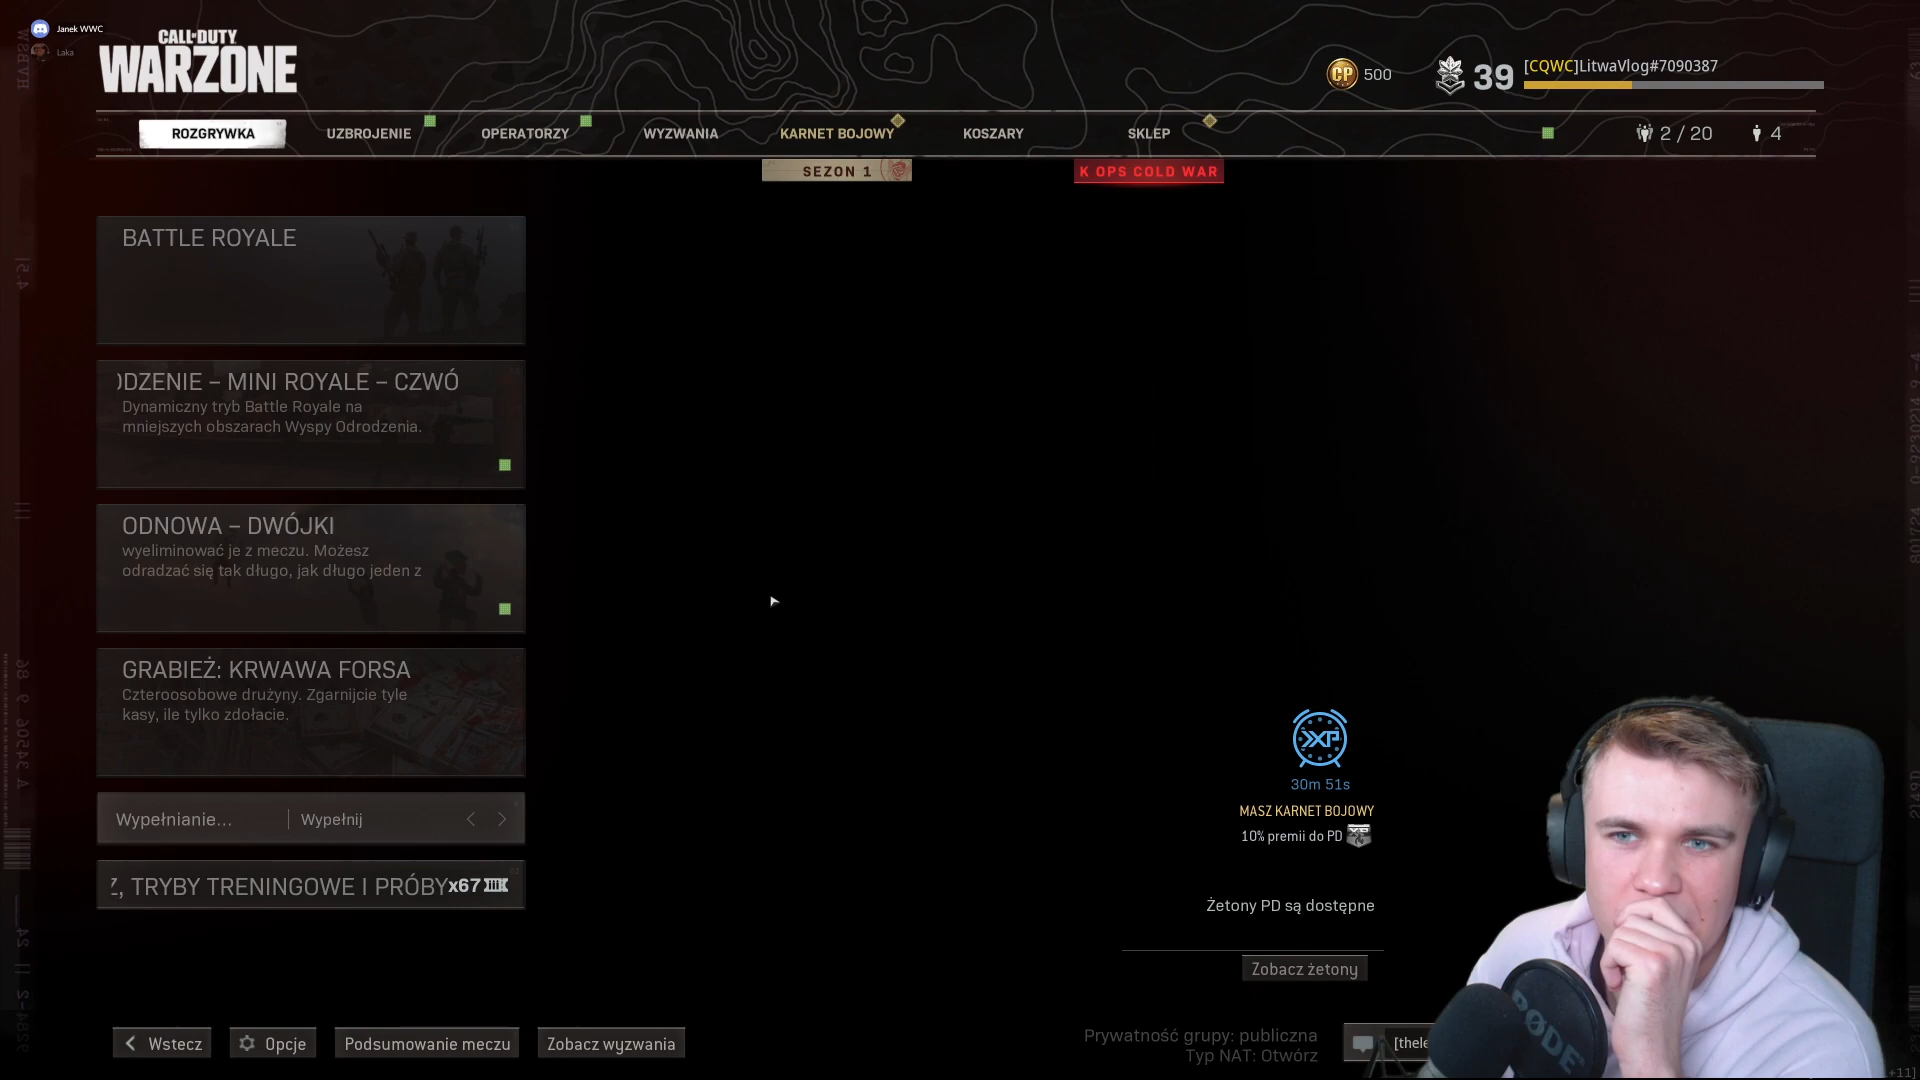 Janek WWC
Laka
CALL OF DUTY
WARZONE
CP 500
39
[CQWC]LitwaVlog#7090387
ROZGRYWKA
UZBROJENIE
OPERATORZY
WYZWANIA
KARNET BOJOWY
KOSZARY
SKLEP
2 / 20
4
SEZON 1
K OPS COLD WAR
BATTLE ROYALE
DZENIE – MINI ROYALE – CZWÓ
Dynamiczny tryb Battle Royale na
mniejszych obszarach Wyspy Odrodzenia.
ODNOWA – DWÓJKI
wyeliminować je z meczu. Możesz
odradzać się tak długo, jak długo jeden z
GRABIEŻ: KRWAWA FORSA
Czteroosobowe drużyny. Zgarnijcie tyle
kasy, ile tylko zdołacie.
Wypełnianie...
Wypełnij
Z, TRYBY TRENINGOWE I PRÓBY
x67
XP
30m 51s
MASZ KARNET BOJOWY
10% premii do PD
Żetony PD są dostępne
Zobacz żetony
Wstecz
Opcje
Podsumowanie meczu
Zobacz wyzwania
Prywatność grupy: publiczna
Typ NAT: Otwórz
[thele
RØDE
+11]